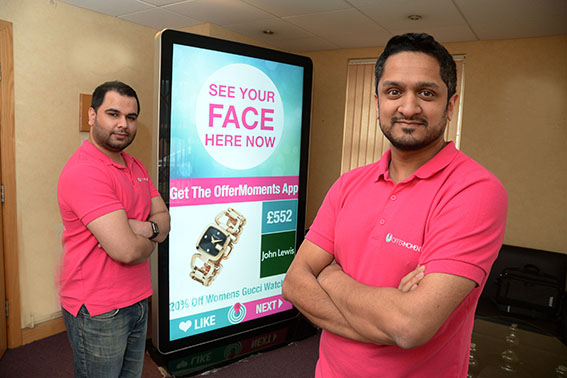 SEE YOUR
FACE
HERE NOW
Get The OfferMoments App
£552
John Lewis
20% Off Womens Gucci Watch
LIKE
NEXT